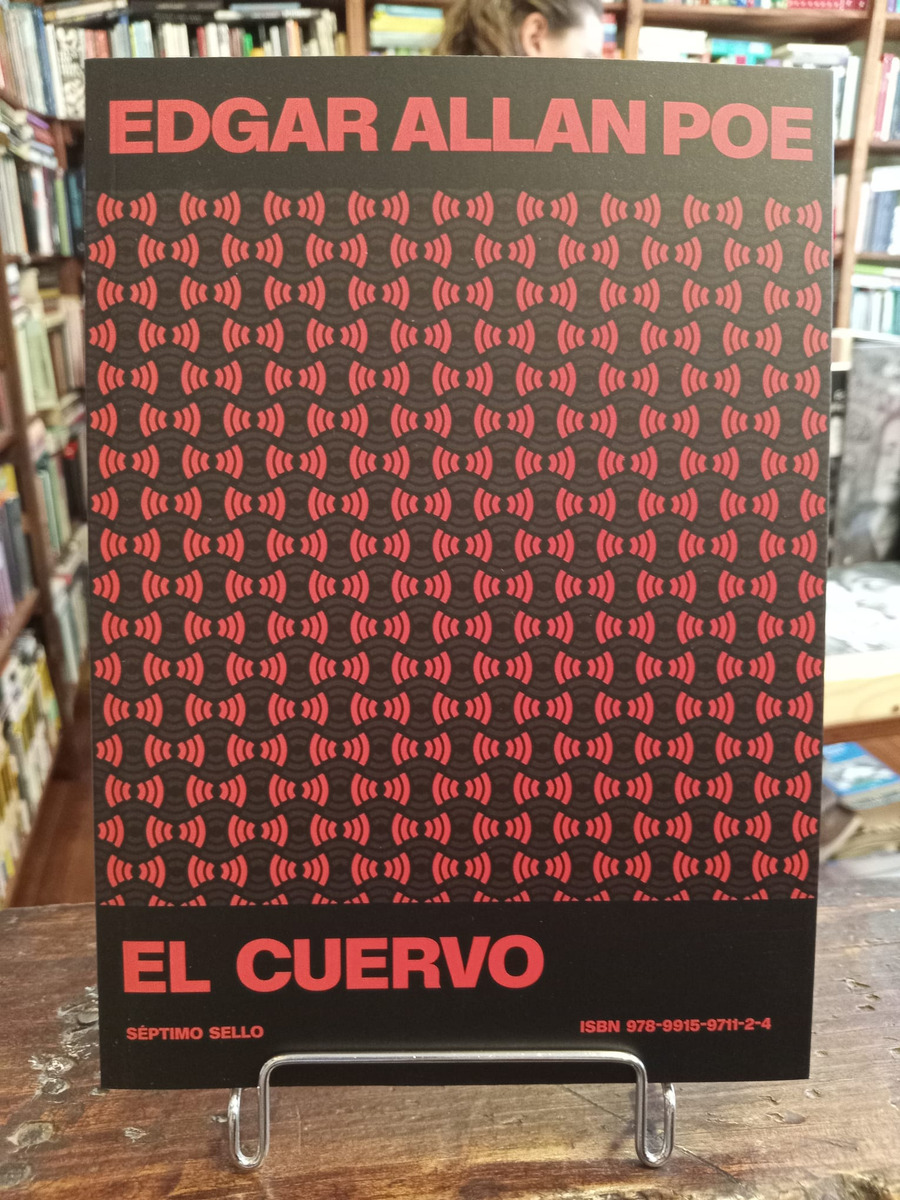 EDGAR ALLAN POE
EL CUERVO
SÉPTIMO SELLO
ISBN 978-9915-9711-2-4